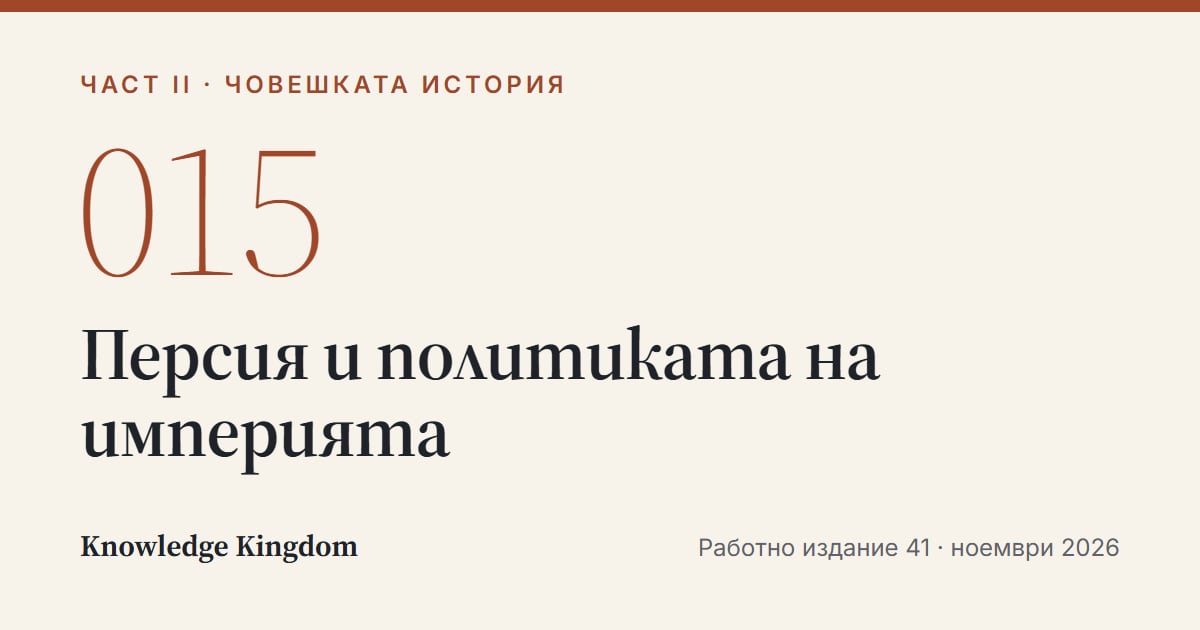 ЧАСТ II · ЧОВЕШКАТА ИСТОРИЯ
015
Персия и политиката на
империята
Knowledge Kingdom
Работно издание 41 · ноември 2026